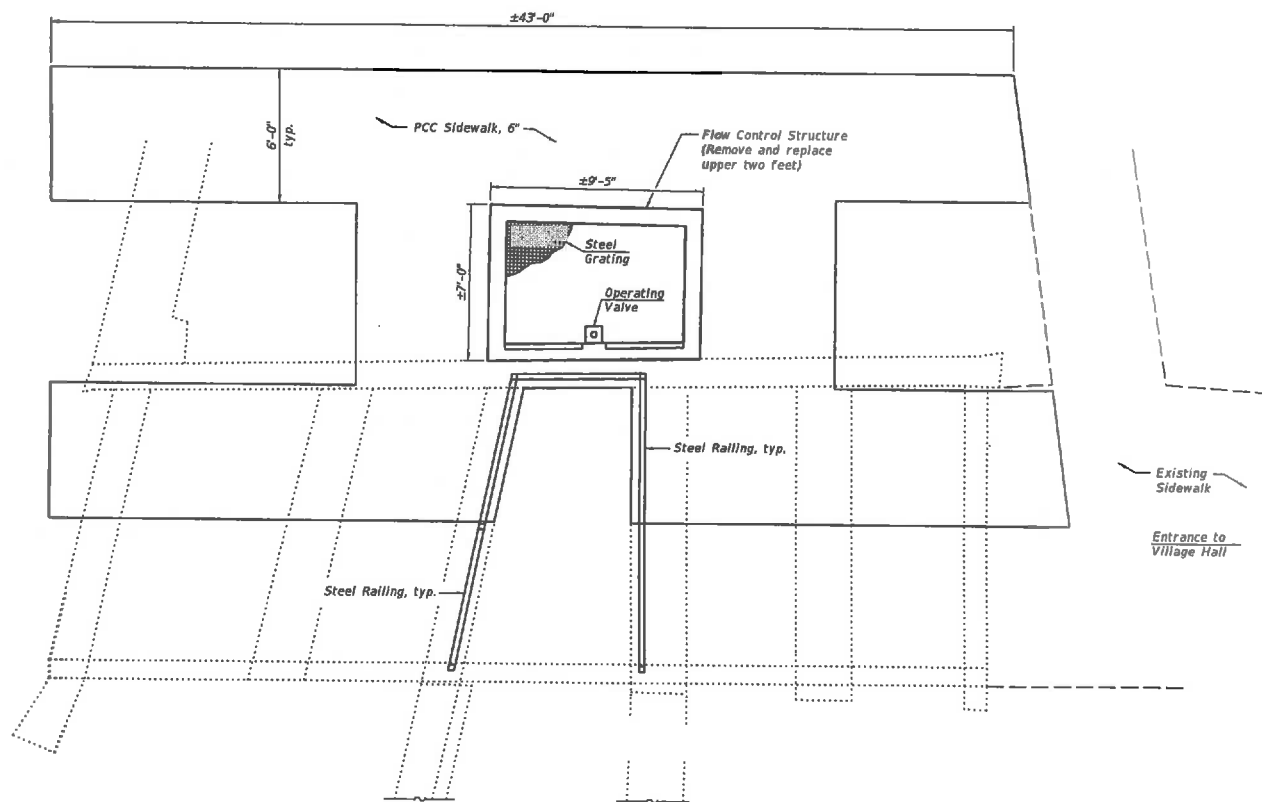 ±43'-0"
6'-0"
typ.
PCC Sidewalk, 6"
Flow Control Structure
(Remove and replace
upper two feet)
±9'-5"
±7'-0"
Steel
Grating
Operating
Valve
Steel Railing, typ.
Existing
Sidewalk
Entrance to
Village Hall
Steel Railing, typ.